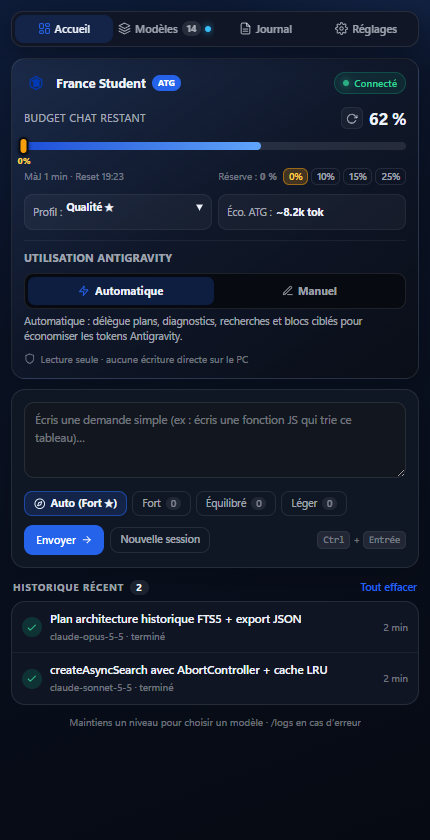 Accueil
Modèles 14
Journal
Réglages
France Student ATG
Connecté
BUDGET CHAT RESTANT
62 %
0%
MàJ 1 min · Reset 19:23
Réserve : 0 % 0% 10% 15% 25%
Profil : Qualité ★ ▼
Éco. ATG : ~8.2k tok
UTILISATION ANTIGRAVITY
Automatique
Manuel
Automatique : délègue plans, diagnostics, recherches et blocs ciblés pour
économiser les tokens Antigravity.
Lecture seule · aucune écriture directe sur le PC
Écris une demande simple (ex : écris une fonction JS qui trie ce
tableau)...
Auto (Fort ★)
Fort 0
Équilibré 0
Léger 0
Envoyer →
Nouvelle session
Ctrl + Entrée
HISTORIQUE RÉCENT 2
Tout effacer
Plan architecture historique FTS5 + export JSON
claude-opus-5-5 · terminé
2 min
createAsyncSearch avec AbortController + cache LRU
claude-sonnet-5-5 · terminé
2 min
Maintiens un niveau pour choisir un modèle · /logs en cas d'erreur